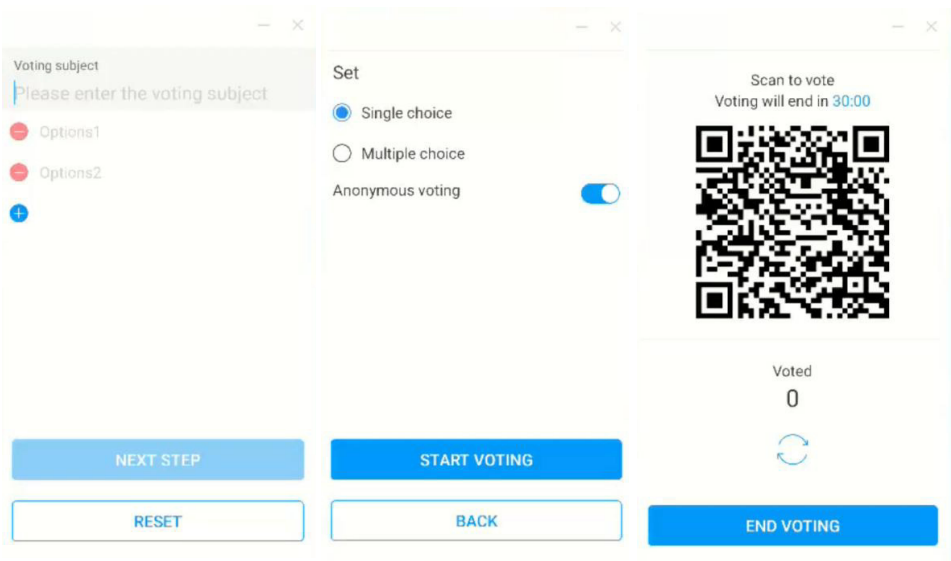 Voting subject
Please enter the voting subject
Options1
Options2
NEXT STEP
RESET
Set
Single choice
Multiple choice
Anonymous voting
START VOTING
BACK
Scan to vote
Voting will end in 30:00
Voted
0
END VOTING